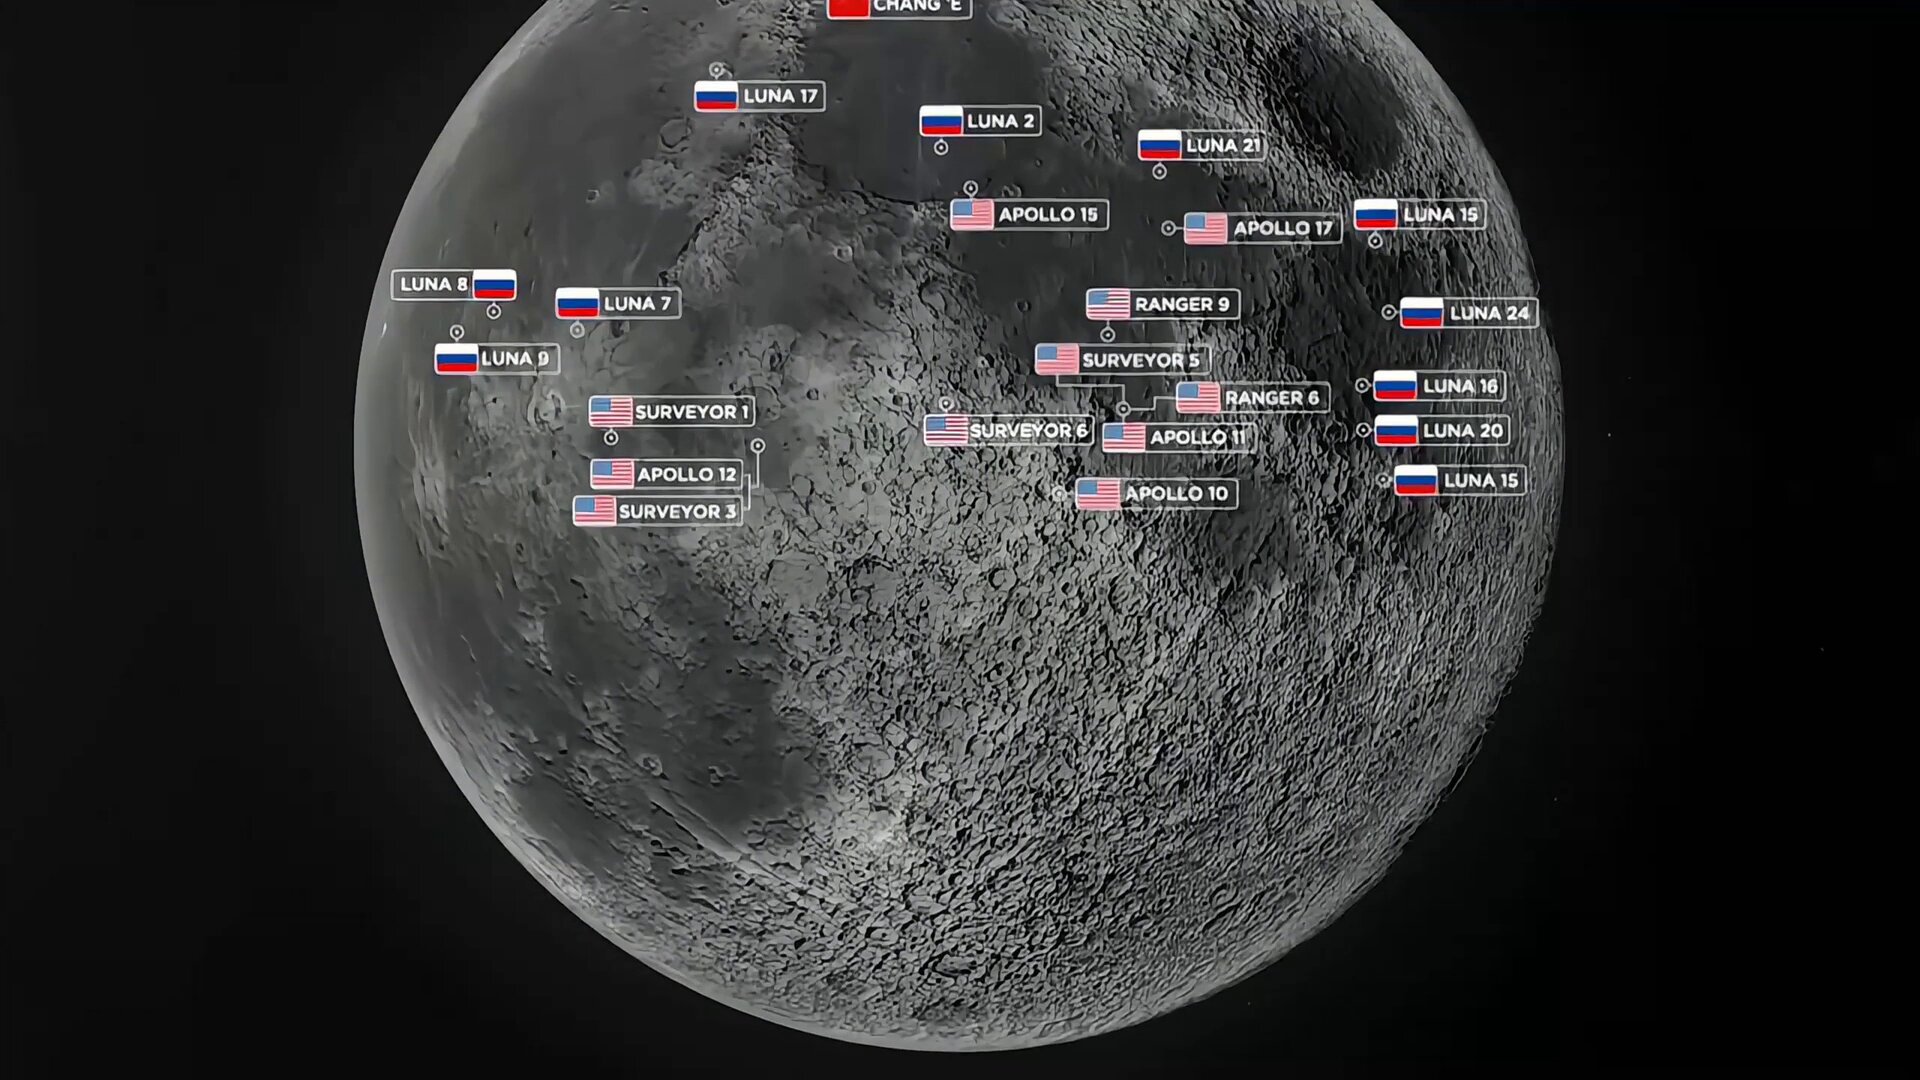 CHANG 'E
LUNA 17
LUNA 2
LUNA 21
APOLLO 15
APOLLO 17
LUNA 15
LUNA 8
LUNA 7
RANGER 9
LUNA 24
LUNA 9
SURVEYOR 5
LUNA 16
RANGER 6
SURVEYOR 1
SURVEYOR 6
APOLLO 11
LUNA 20
APOLLO 12
LUNA 15
APOLLO 10
SURVEYOR 3